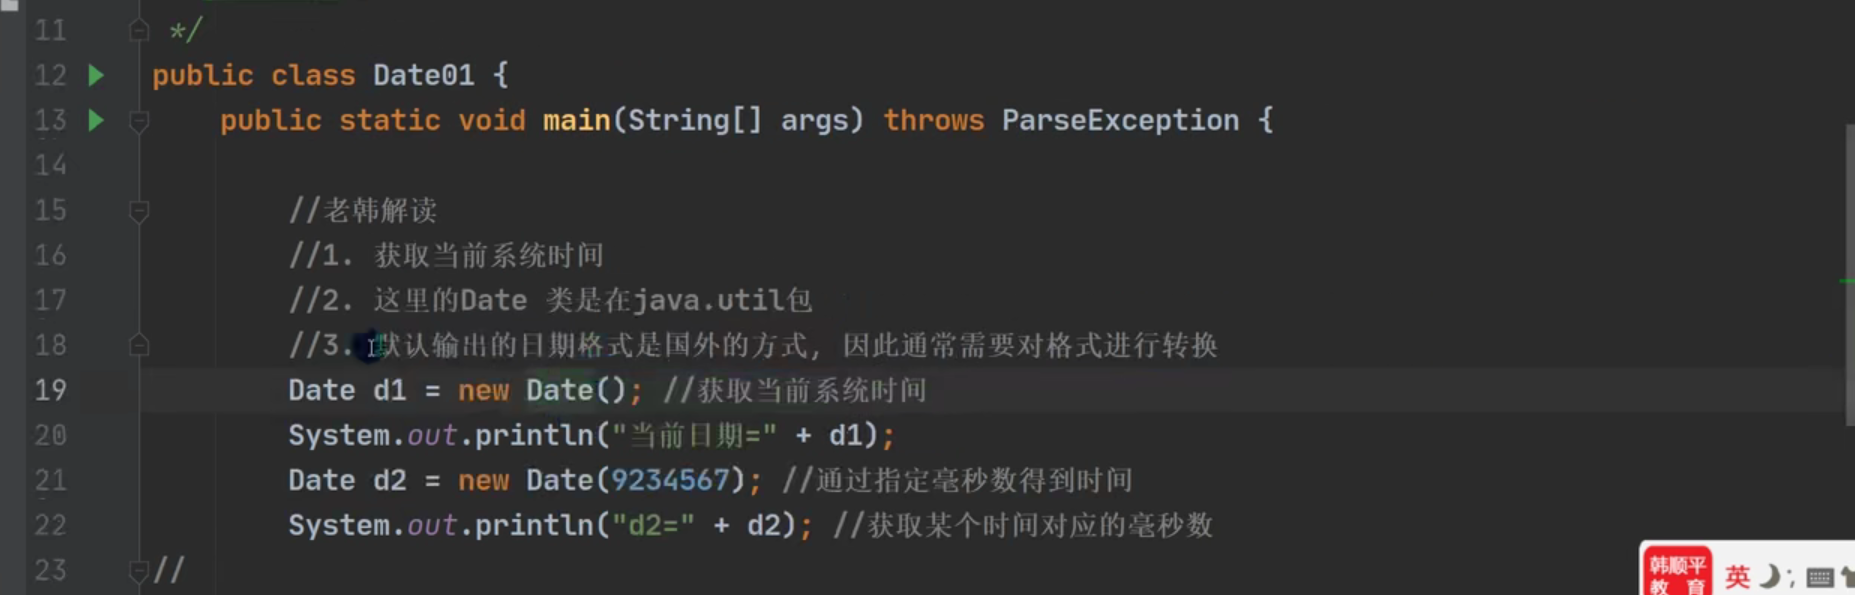 11 */
12 public class Date01 {
13 public static void main(String[] args) throws ParseException {
14
15 //老韩解读
16 //1. 获取当前系统时间
17 //2. 这里的Date 类是在java.util包
18 //3. 默认输出的日期格式是国外的方式, 因此通常需要对格式进行转换
19 Date d1 = new Date(); //获取当前系统时间
20 System.out.println("当前日期=" + d1);
21 Date d2 = new Date(9234567); //通过指定毫秒数得到时间
22 System.out.println("d2=" + d2); //获取某个时间对应的毫秒数
23 //
韩顺平
教 育
英